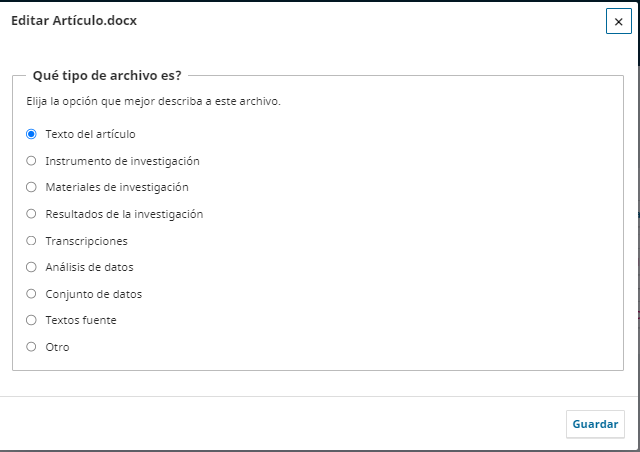 Editar Artículo.docx
×
Qué tipo de archivo es?
Elija la opción que mejor describa a este archivo.
Texto del artículo
Instrumento de investigación
Materiales de investigación
Resultados de la investigación
Transcripciones
Análisis de datos
Conjunto de datos
Textos fuente
Otro
Guardar